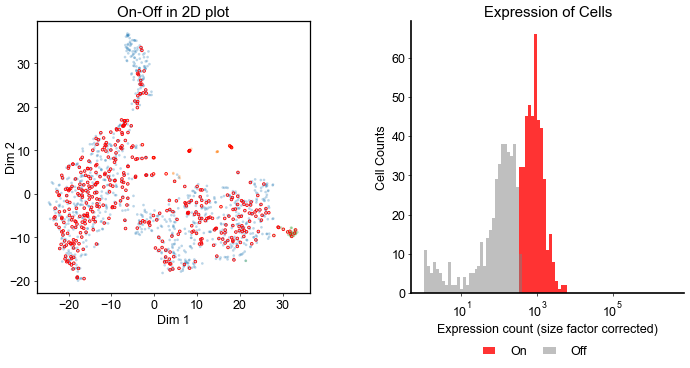 On-Off in 2D plot
Dim 2
30
20
10
0
−10
−20
−20 −10 0 10 20 30
Dim 1
Expression of Cells
Cell Counts
60
50
40
30
20
10
0
10^1 10^3 10^5
Expression count (size factor corrected)
On Off